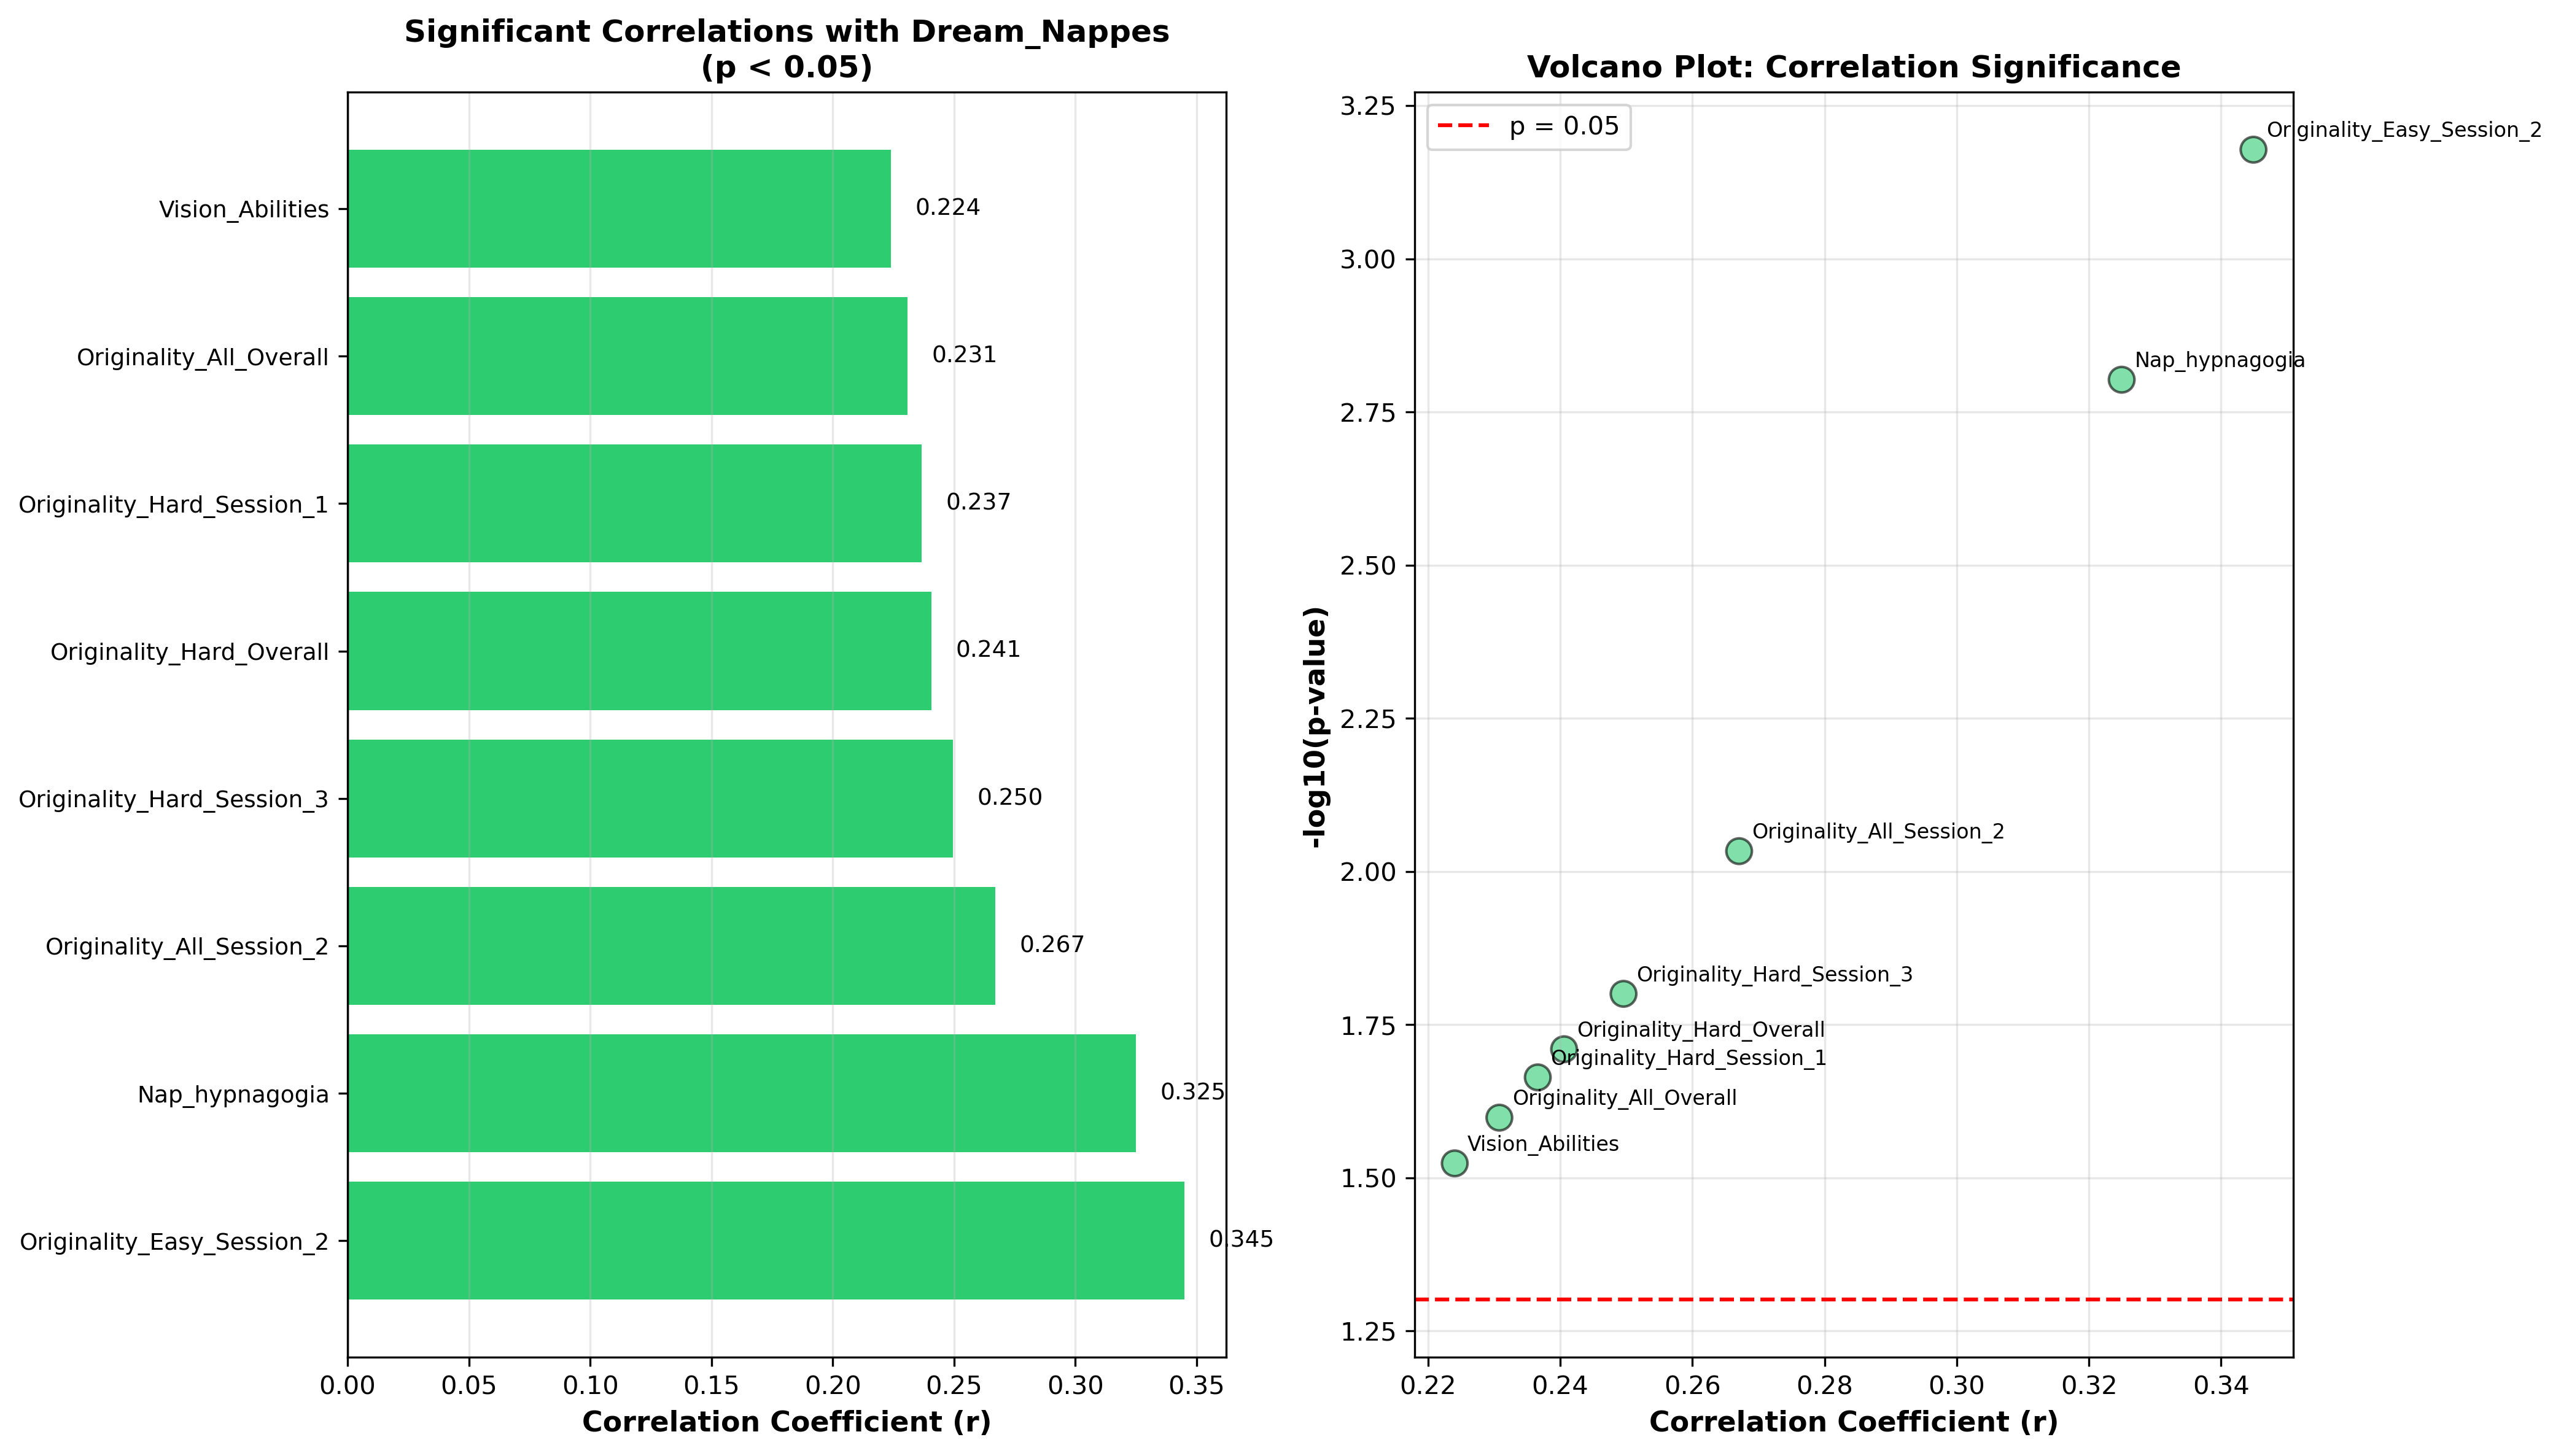 Significant Correlations with Dream_Nappes
(p < 0.05)
Vision_Abilities
0.224
Originality_All_Overall
0.231
Originality_Hard_Session_1
0.237
Originality_Hard_Overall
0.241
Originality_Hard_Session_3
0.250
Originality_All_Session_2
0.267
Nap_hypnagogia
0.325
Originality_Easy_Session_2
0.345
0.00 0.05 0.10 0.15 0.20 0.25 0.30 0.35
Correlation Coefficient (r)
Volcano Plot: Correlation Significance
p = 0.05
-log10(p-value)
3.25
3.00
2.75
2.50
2.25
2.00
1.75
1.50
1.25
Originality_Easy_Session_2
Nap_hypnagogia
Originality_All_Session_2
Originality_Hard_Session_3
Originality_Hard_Overall
Originality_Hard_Session_1
Originality_All_Overall
Vision_Abilities
0.22 0.24 0.26 0.28 0.30 0.32 0.34
Correlation Coefficient (r)